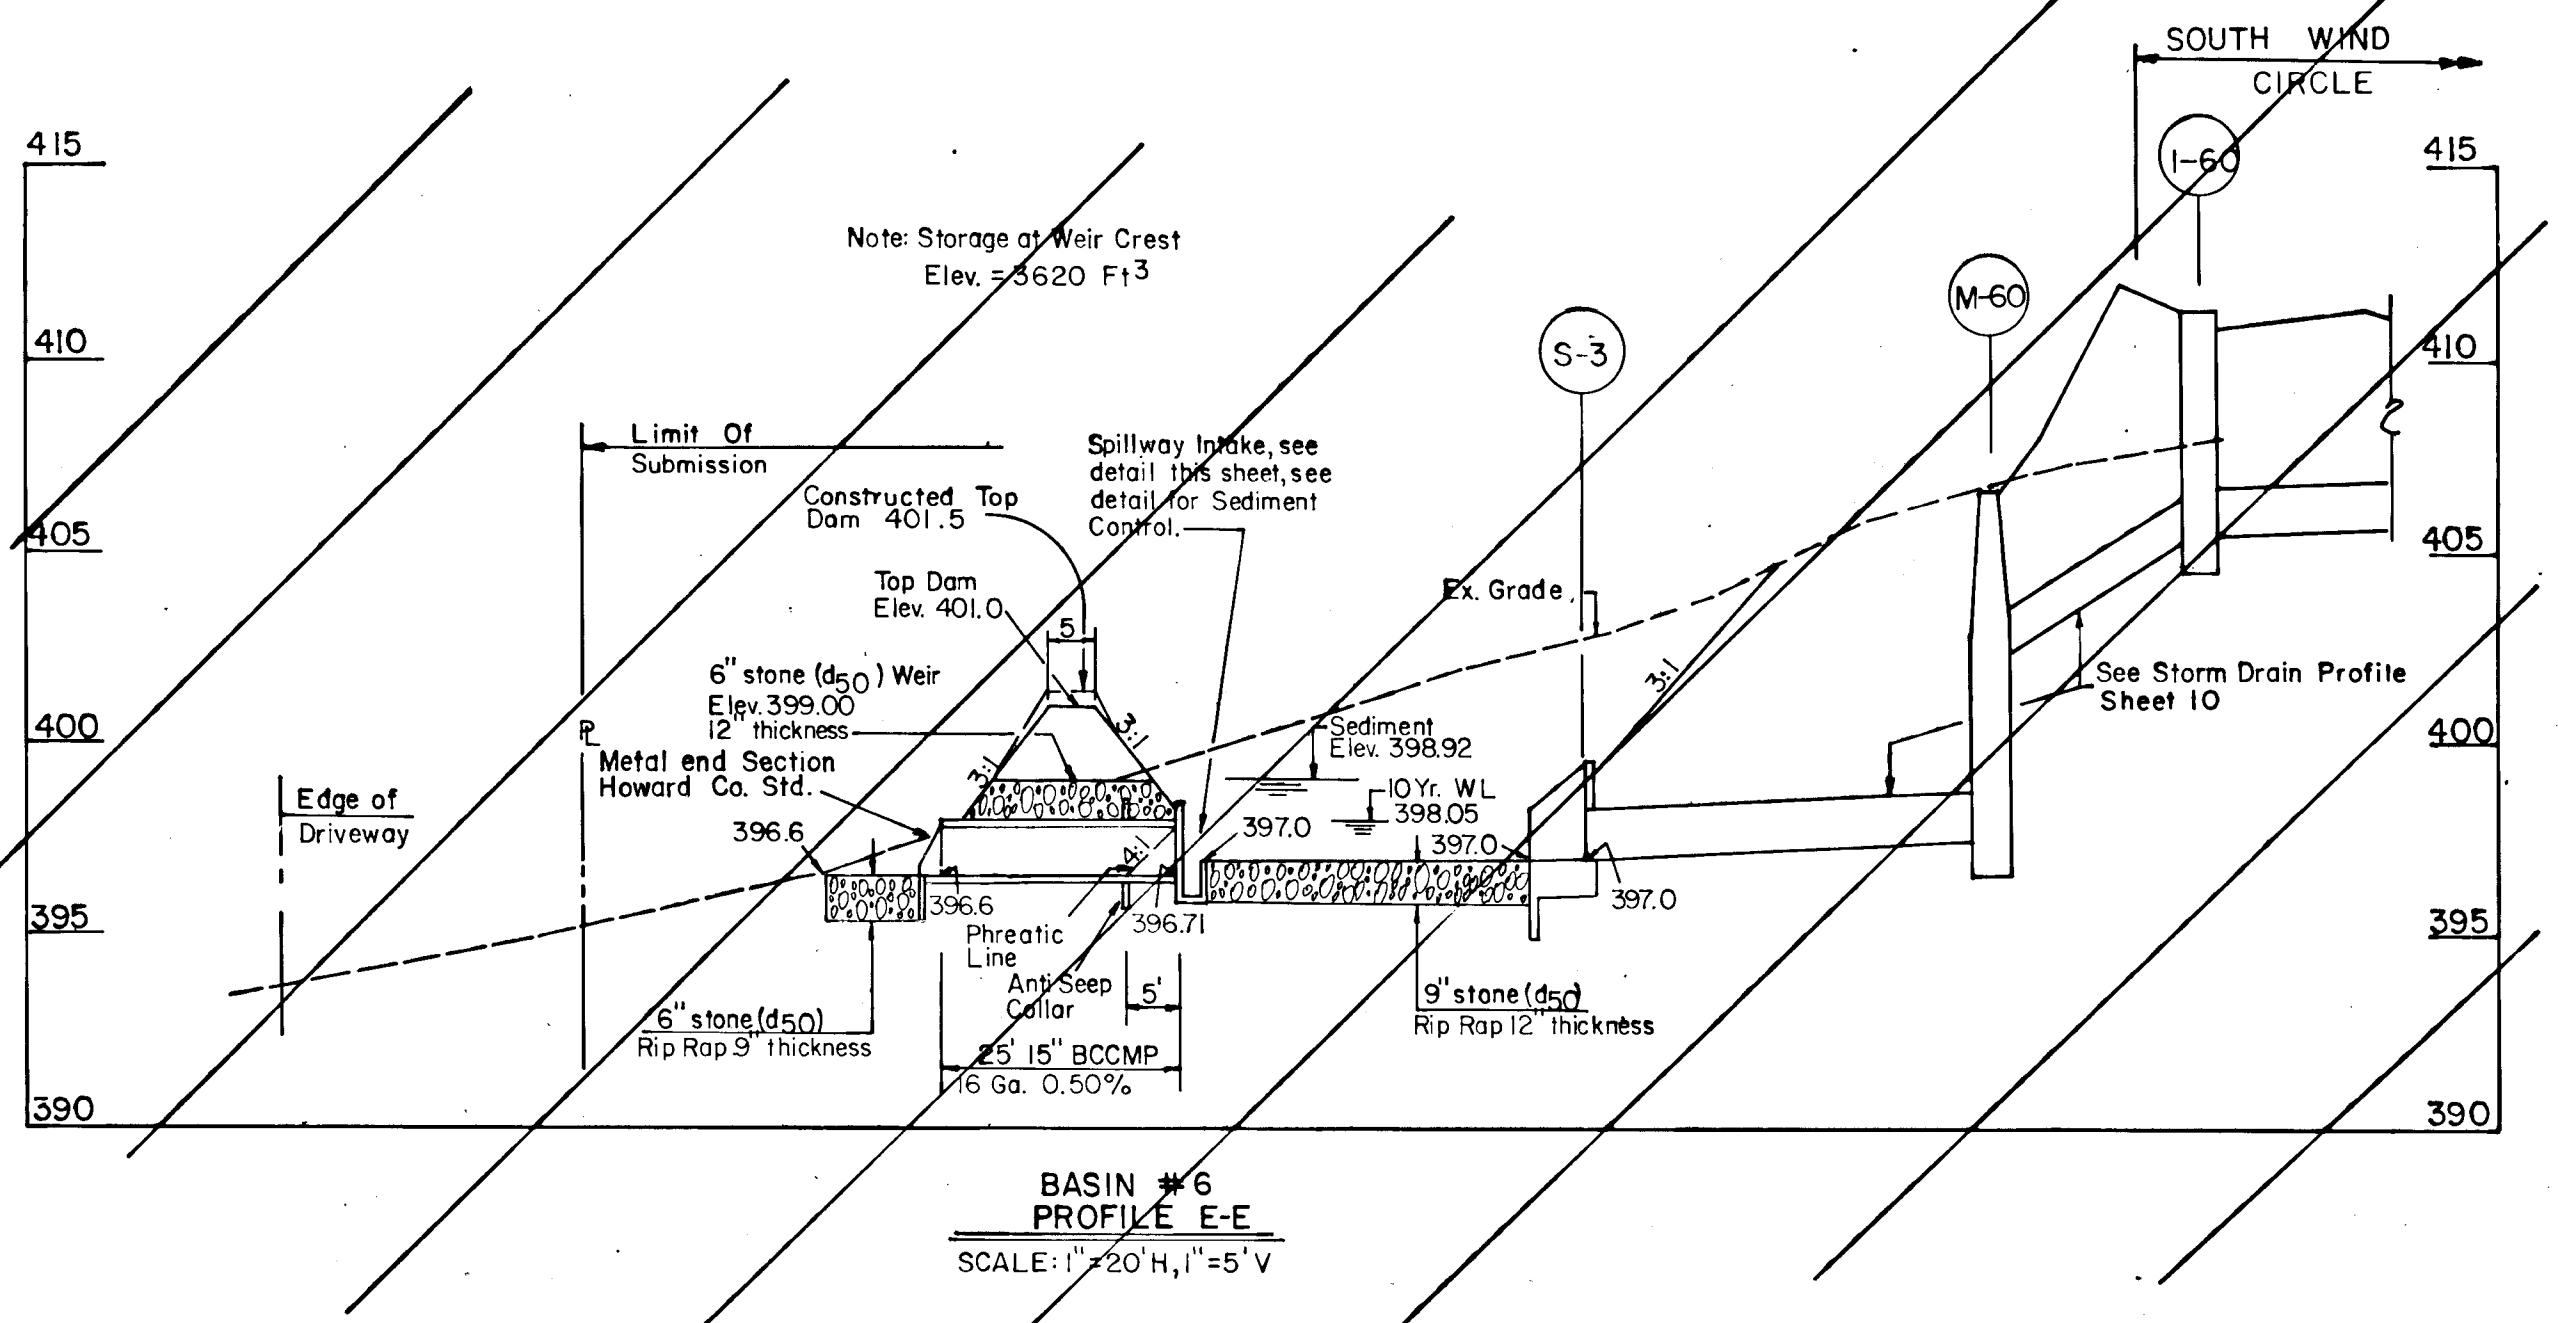 SOUTH WIND
CIRCLE
I-60
M-60
S-3
415
410
405
400
395
390
415
410
405
400
395
390
Note: Storage at Weir Crest
Elev. = 3620 Ft3
Limit Of
Submission
Constructed Top
Dam 401.5
Spillway Intake, see
detail this sheet, see
detail for Sediment
Control.
Top Dam
Elev. 401.0
5
Ex. Grade
6" stone (d50) Weir
Elev. 399.00
12" thickness
3:1
3:1
3:1
PL
Metal end Section
Howard Co. Std.
Sediment
Elev. 398.92
10 Yr. WL
398.05
See Storm Drain Profile
Sheet 10
Edge of
Driveway
396.6
397.0
397.0
397.0
4:1
396.6
396.71
Phreatic
Line
Anti Seep
Collar
5'
6" stone (d50)
Rip Rap 9" thickness
9" stone (d50)
Rip Rap 12" thickness
25' 15" BCCMP
16 Ga. 0.50%
BASIN #6
PROFILE E-E
SCALE: 1"=20'H, 1"=5'V